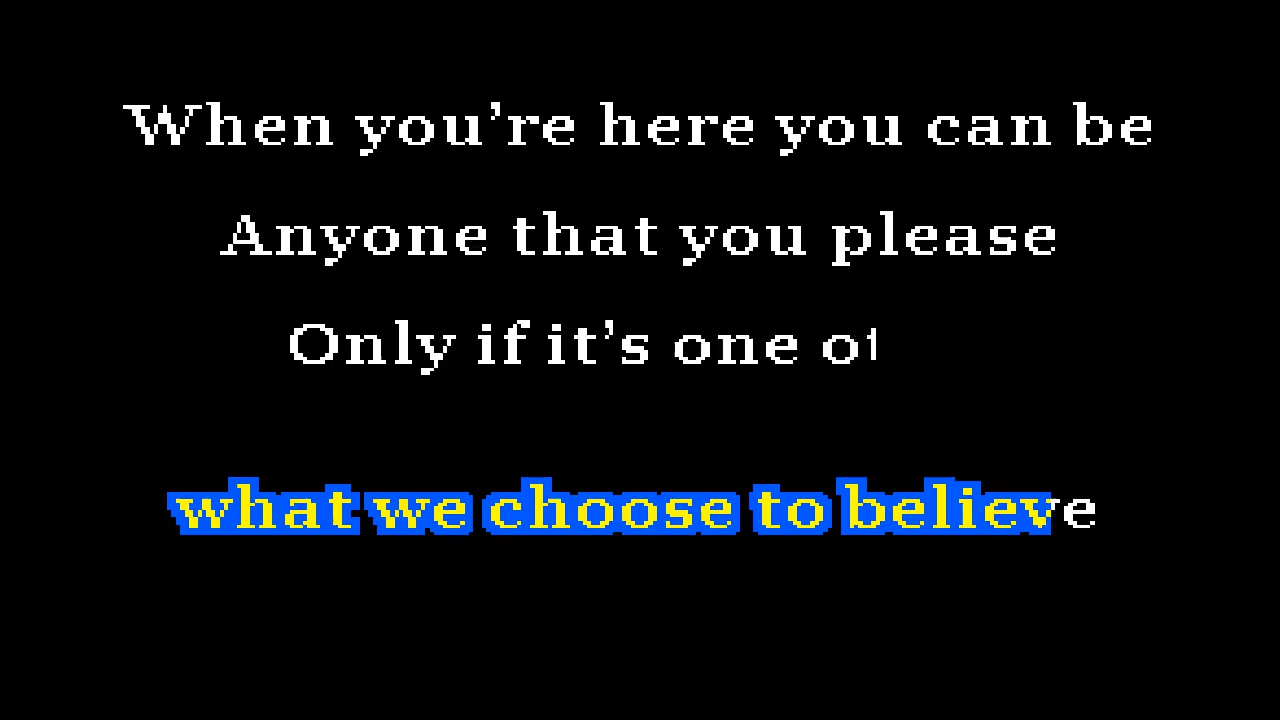 When you're here you can be
Anyone that you please
Only if it's one
what we choose to believe